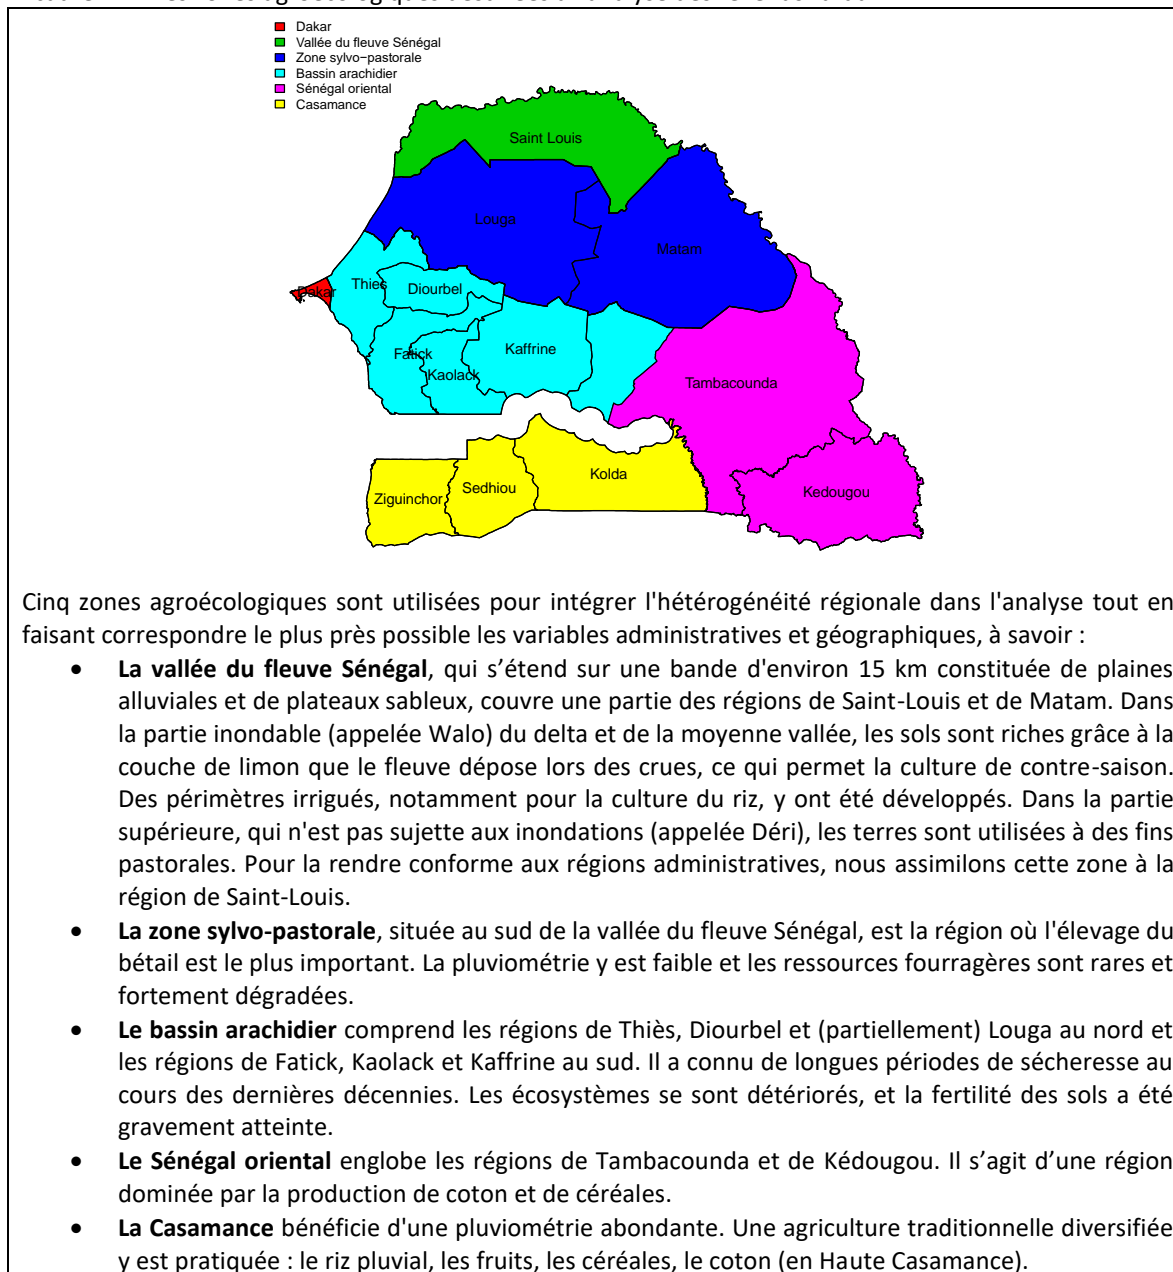 Dakar
Vallée du fleuve Sénégal
Zone sylvo−pastorale
Bassin arachidier
Sénégal oriental
Casamance
Saint Louis
Louga
Matam
Dakar
Thies
Diourbel
Fatick
Kaolack
Kaffrine
Tambacounda
Ziguinchor
Sedhiou
Kolda
Kedougou
Cinq zones agroécologiques sont utilisées pour intégrer l'hétérogénéité régionale dans l'analyse tout en
faisant correspondre le plus près possible les variables administratives et géographiques, à savoir :
• La vallée du fleuve Sénégal, qui s’étend sur une bande d'environ 15 km constituée de plaines
alluviales et de plateaux sableux, couvre une partie des régions de Saint-Louis et de Matam. Dans
la partie inondable (appelée Walo) du delta et de la moyenne vallée, les sols sont riches grâce à la
couche de limon que le fleuve dépose lors des crues, ce qui permet la culture de contre-saison.
Des périmètres irrigués, notamment pour la culture du riz, y ont été développés. Dans la partie
supérieure, qui n'est pas sujette aux inondations (appelée Déri), les terres sont utilisées à des fins
pastorales. Pour la rendre conforme aux régions administratives, nous assimilons cette zone à la
région de Saint-Louis.
• La zone sylvo-pastorale, située au sud de la vallée du fleuve Sénégal, est la région où l'élevage du
bétail est le plus important. La pluviométrie y est faible et les ressources fourragères sont rares et
fortement dégradées.
• Le bassin arachidier comprend les régions de Thiès, Diourbel et (partiellement) Louga au nord et
les régions de Fatick, Kaolack et Kaffrine au sud. Il a connu de longues périodes de sécheresse au
cours des dernières décennies. Les écosystèmes se sont détériorés, et la fertilité des sols a été
gravement atteinte.
• Le Sénégal oriental englobe les régions de Tambacounda et de Kédougou. Il s’agit d’une région
dominée par la production de coton et de céréales.
• La Casamance bénéficie d'une pluviométrie abondante. Une agriculture traditionnelle diversifiée
y est pratiquée : le riz pluvial, les fruits, les céréales, le coton (en Haute Casamance).